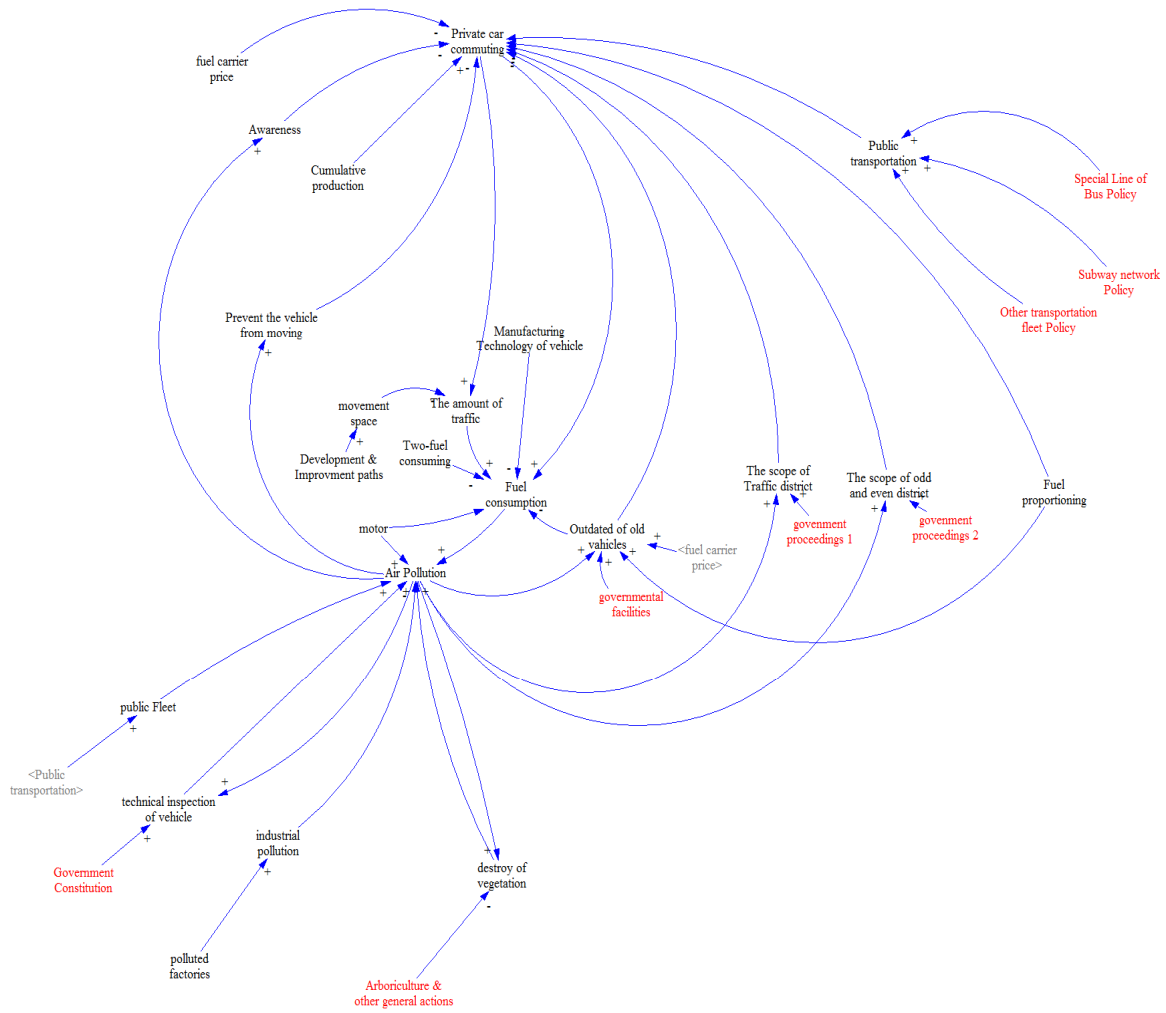 Private car
commuting
fuel carrier
price
Awareness
Cumulative
production
Public
transportation
Special Line of
Bus Policy
Subway network
Policy
Other transportation
fleet Policy
Prevent the vehicle
from moving
Manufacturing
Technology of vehicle
movement
space
The amount of
traffic
Two-fuel
consuming
Development &
Improvment paths
Fuel
consumption
The scope of
Traffic district
The scope of odd
and even district
Fuel
proportioning
motor
Outdated of old
vahicles
<fuel carrier
price>
govenment
proceedings 1
govenment
proceedings 2
Air Pollution
governmental
facilities
public Fleet
<Public
transportation>
technical inspection
of vehicle
industrial
pollution
destroy of
vegetation
Government
Constitution
polluted
factories
Arboriculture &
other general actions